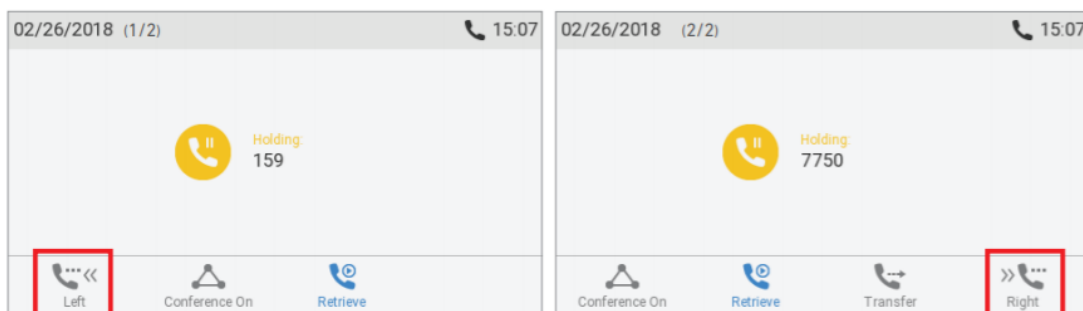 02/26/2018 (1/2) 15:07
Holding:
159
Left Conference On Retrieve
02/26/2018 (2/2) 15:07
Holding:
7750
Conference On Retrieve Transfer Right